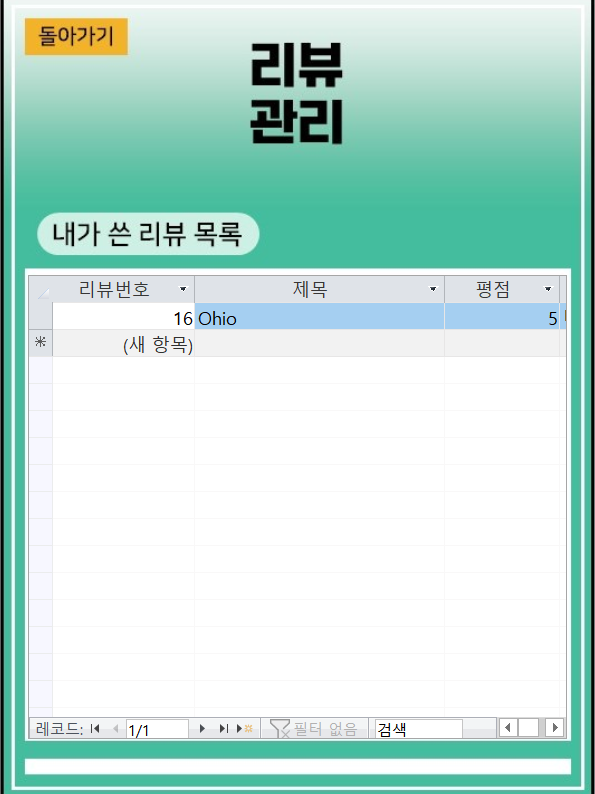 돌아가기
리뷰
관리
내가 쓴 리뷰 목록
리뷰번호 제목 평점
16 Ohio 5
(새 항목)
레코드: 1/1 필터 없음 검색